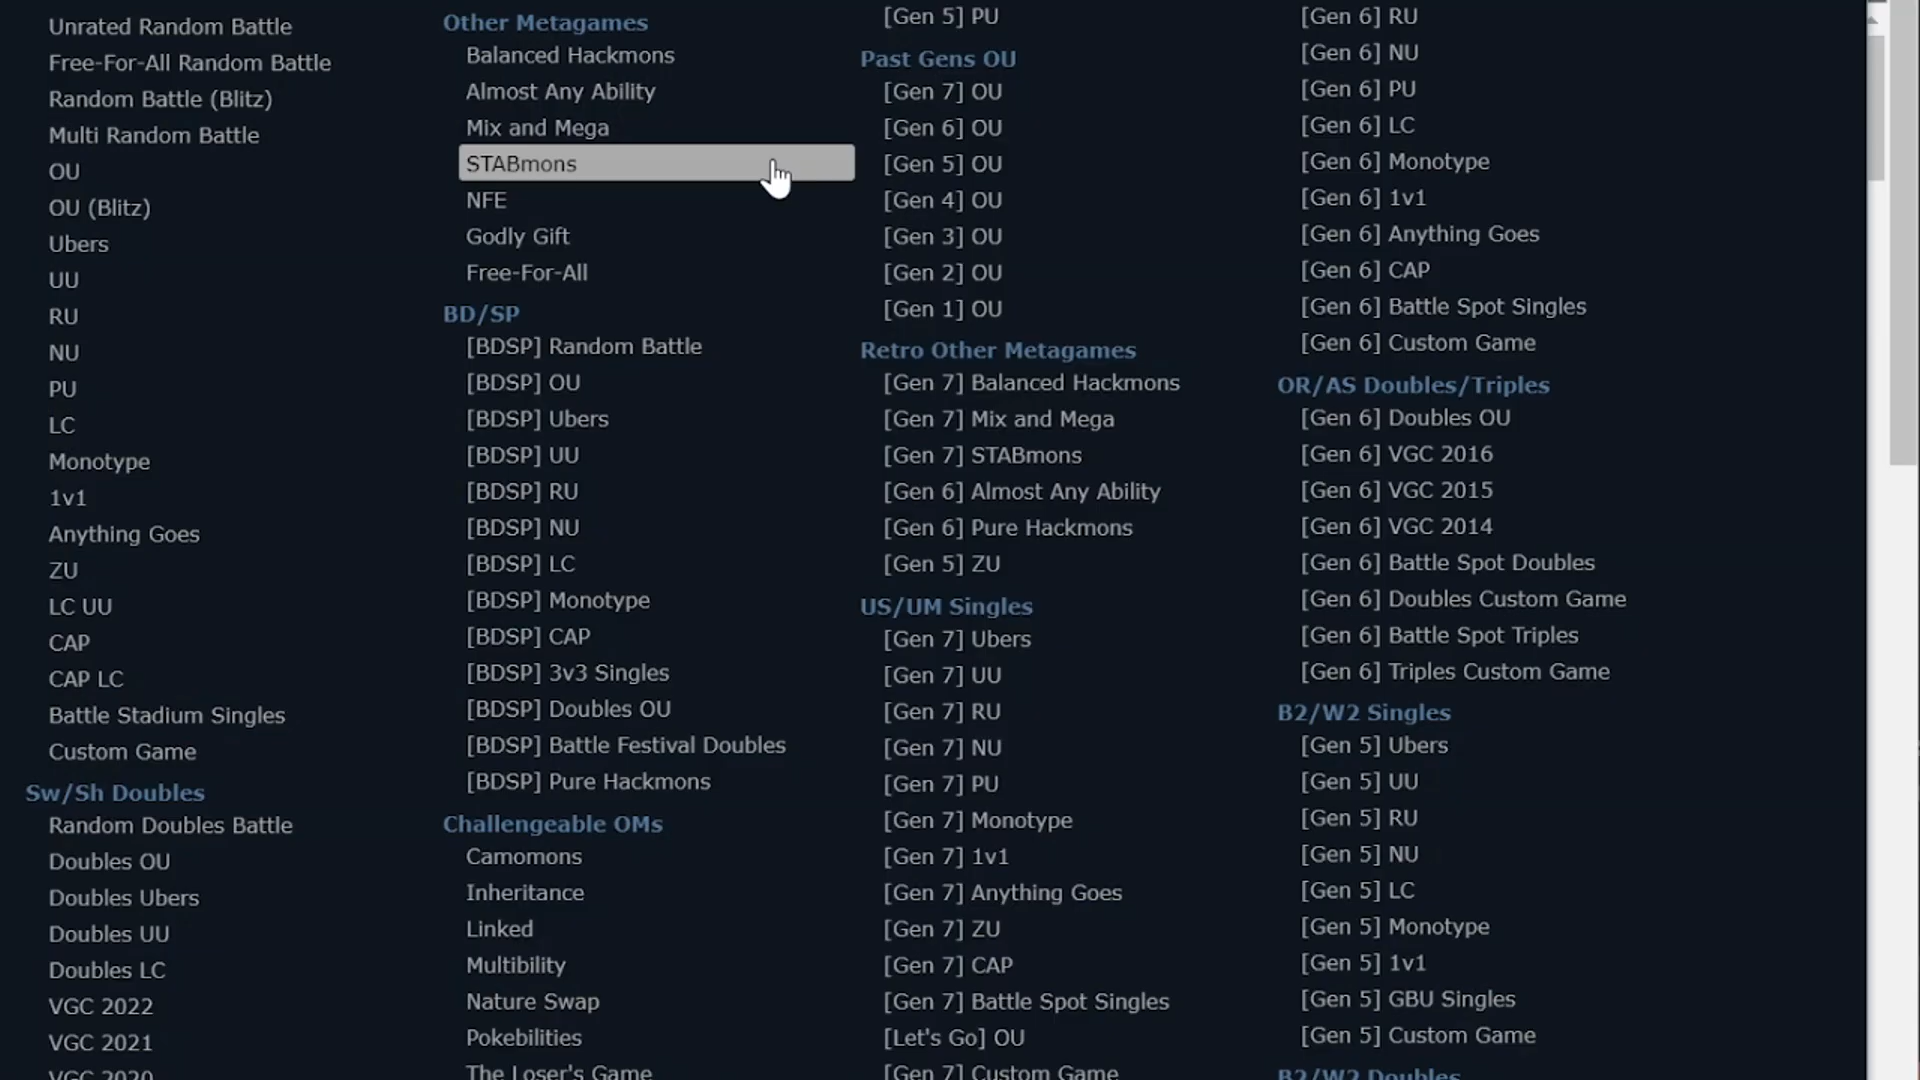 Unrated Random Battle
Free-For-All Random Battle
Random Battle (Blitz)
Multi Random Battle
OU
OU (Blitz)
Ubers
UU
RU
NU
PU
LC
Monotype
1v1
Anything Goes
ZU
LC UU
CAP
CAP LC
Battle Stadium Singles
Custom Game
Sw/Sh Doubles
Random Doubles Battle
Doubles OU
Doubles Ubers
Doubles UU
Doubles LC
VGC 2022
VGC 2021
VGC 2020
Other Metagames
Balanced Hackmons
Almost Any Ability
Mix and Mega
STABmons
NFE
Godly Gift
Free-For-All
BD/SP
[BDSP] Random Battle
[BDSP] OU
[BDSP] Ubers
[BDSP] UU
[BDSP] RU
[BDSP] NU
[BDSP] LC
[BDSP] Monotype
[BDSP] CAP
[BDSP] 3v3 Singles
[BDSP] Doubles OU
[BDSP] Battle Festival Doubles
[BDSP] Pure Hackmons
Challengeable OMs
Camomons
Inheritance
Linked
Multibility
Nature Swap
Pokebilities
The Loser's Game
[Gen 5] PU
Past Gens OU
[Gen 7] OU
[Gen 6] OU
[Gen 5] OU
[Gen 4] OU
[Gen 3] OU
[Gen 2] OU
[Gen 1] OU
Retro Other Metagames
[Gen 7] Balanced Hackmons
[Gen 7] Mix and Mega
[Gen 7] STABmons
[Gen 6] Almost Any Ability
[Gen 6] Pure Hackmons
[Gen 5] ZU
US/UM Singles
[Gen 7] Ubers
[Gen 7] UU
[Gen 7] RU
[Gen 7] NU
[Gen 7] PU
[Gen 7] Monotype
[Gen 7] 1v1
[Gen 7] Anything Goes
[Gen 7] ZU
[Gen 7] CAP
[Gen 7] Battle Spot Singles
[Let's Go] OU
[Gen 7] Custom Game
[Gen 6] RU
[Gen 6] NU
[Gen 6] PU
[Gen 6] LC
[Gen 6] Monotype
[Gen 6] 1v1
[Gen 6] Anything Goes
[Gen 6] CAP
[Gen 6] Battle Spot Singles
[Gen 6] Custom Game
OR/AS Doubles/Triples
[Gen 6] Doubles OU
[Gen 6] VGC 2016
[Gen 6] VGC 2015
[Gen 6] VGC 2014
[Gen 6] Battle Spot Doubles
[Gen 6] Doubles Custom Game
[Gen 6] Battle Spot Triples
[Gen 6] Triples Custom Game
B2/W2 Singles
[Gen 5] Ubers
[Gen 5] UU
[Gen 5] RU
[Gen 5] NU
[Gen 5] LC
[Gen 5] Monotype
[Gen 5] 1v1
[Gen 5] GBU Singles
[Gen 5] Custom Game
B2/W2 Doubles